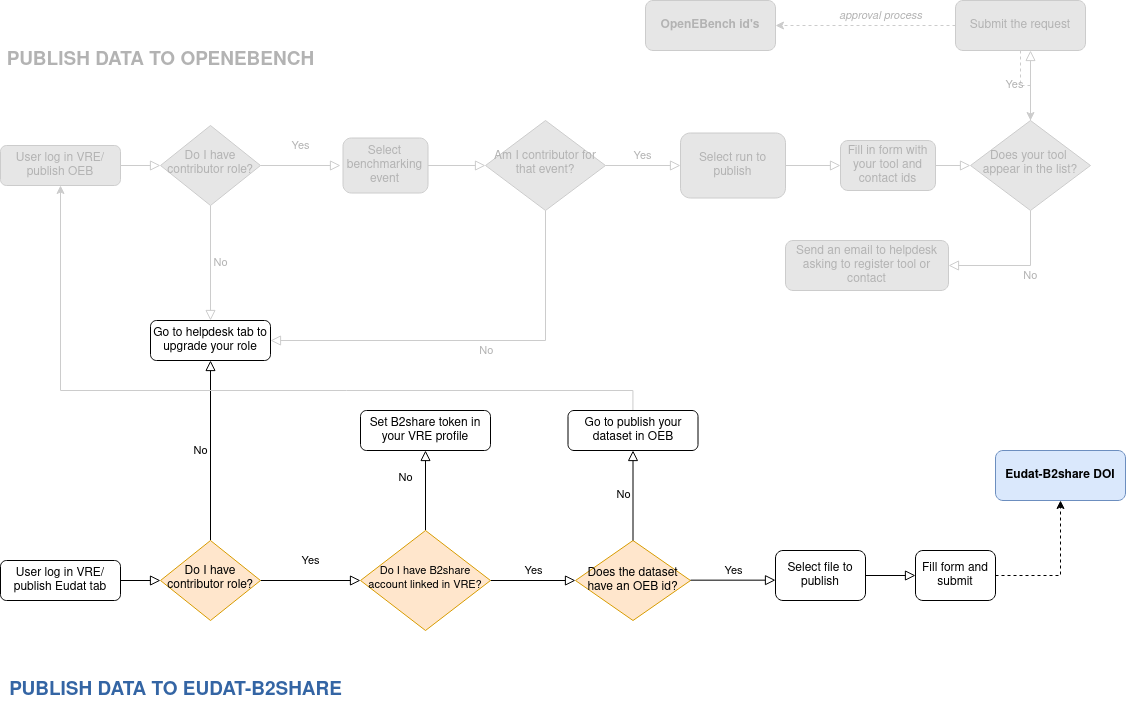 OpenEBench id's
approval process
Submit the request
PUBLISH DATA TO OPENEBENCH
Yes
User log in VRE/
publish OEB
Do I have
contributor role?
Yes
Select
benchmarking
event
Am I contributor for
that event?
Yes
Select run to
publish
Fill in form with
your tool and
contact ids
Does your tool
appear in the list?
No
Send an email to helpdesk
asking to register tool or
contact
No
Go to helpdesk tab to
upgrade your role
No
Set B2share token in
your VRE profile
Go to publish your
dataset in OEB
No
No
No
Eudat-B2share DOI
User log in VRE/
publish Eudat tab
Do I have
contributor role?
Yes
Do I have B2share
account linked in VRE?
Yes
Does the dataset
have an OEB id?
Yes
Select file to
publish
Fill form and
submit
PUBLISH DATA TO EUDAT-B2SHARE